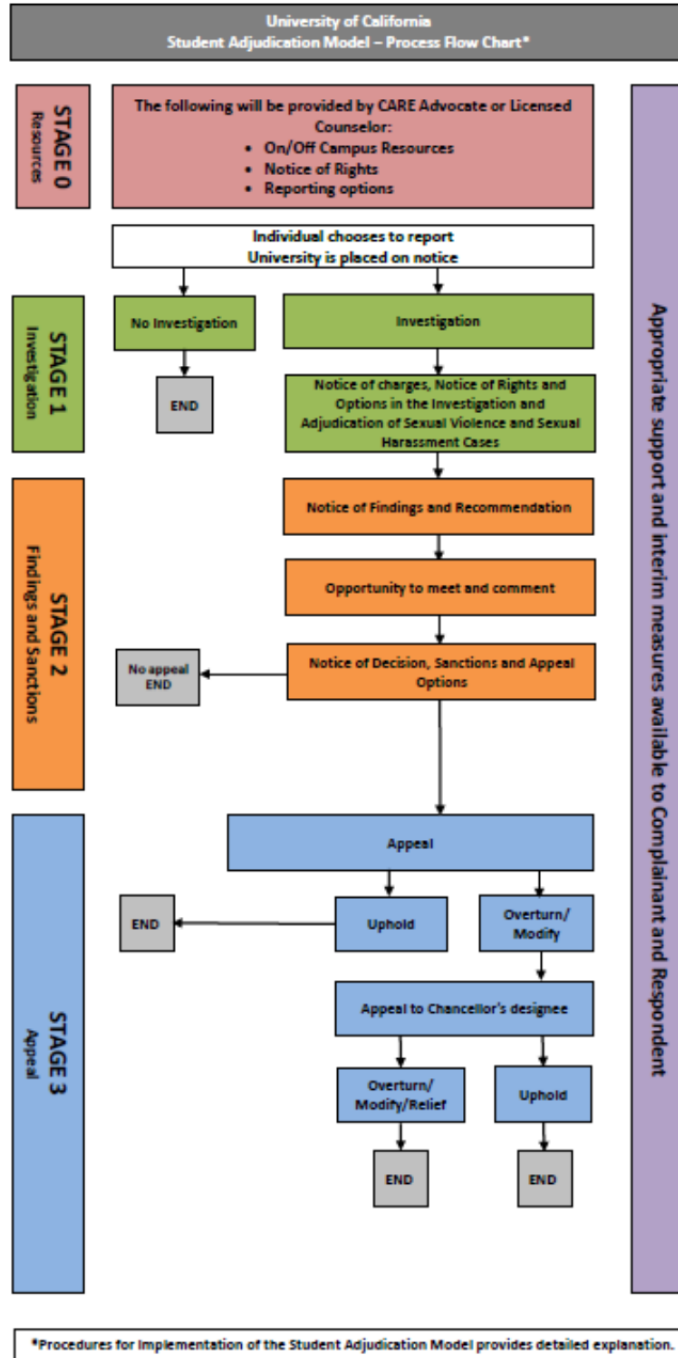 University of California
Student Adjudication Model – Process Flow Chart*
STAGE 0
Resources
The following will be provided by CARE Advocate or Licensed
Counselor:
• On/Off Campus Resources
• Notice of Rights
• Reporting options
Individual chooses to report
University is placed on notice
STAGE 1
Investigation
No Investigation
Investigation
END
Notice of charges, Notice of Rights and
Options in the Investigation and
Adjudication of Sexual Violence and Sexual
Harassment Cases
STAGE 2
Findings and Sanctions
Notice of Findings and Recommendation
Opportunity to meet and comment
No appeal
END
Notice of Decision, Sanctions and Appeal
Options
STAGE 3
Appeal
Appeal
END
Uphold
Overturn/
Modify
Appeal to Chancellor's designee
Overturn/
Modify/Relief
Uphold
END
END
Appropriate support and interim measures available to Complainant and Respondent
*Procedures for Implementation of the Student Adjudication Model provides detailed explanation.